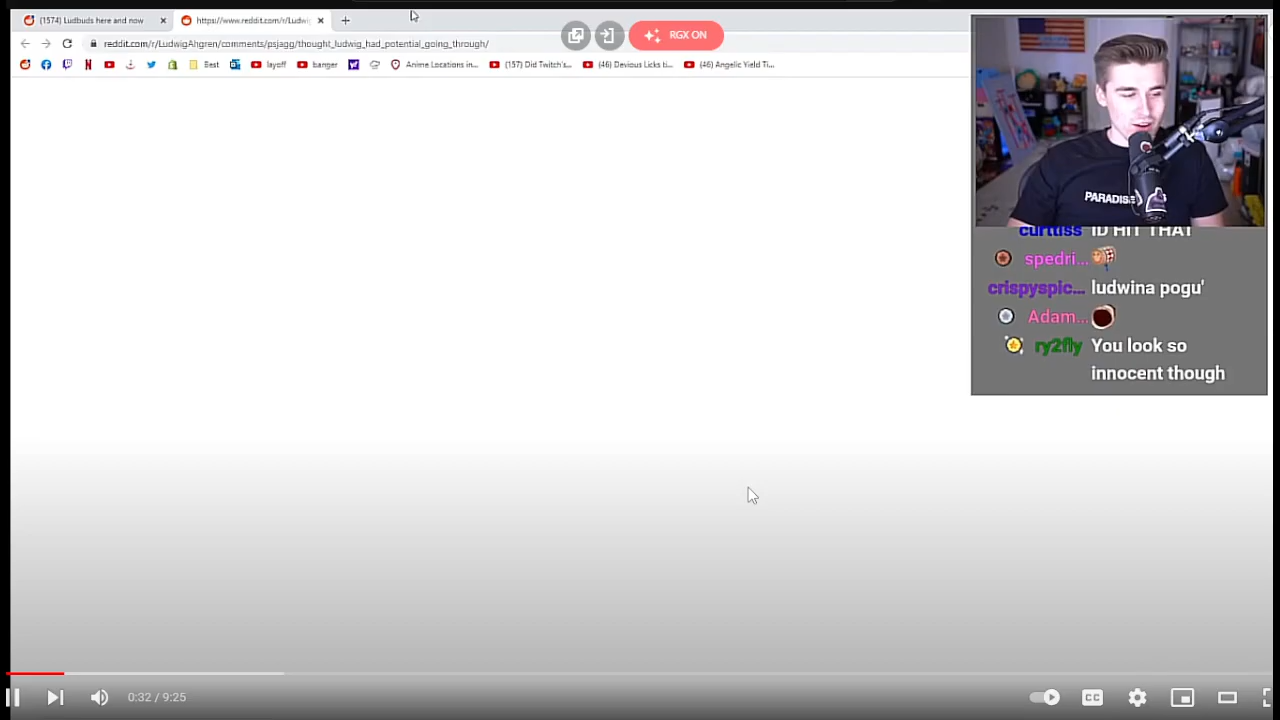 (1574) Ludbuds here and now
https://www.reddit.com/r/Ludwi
RGX ON
reddit.com/r/LudwigAhgren/comments/psjagg/thought_ludwig_had_potential_going_through/
Best
layoff
banger
Anime Locations in...
(157) Did Twitch's...
(46) Devious Licks ti...
(46) Angelic Yield Ti...
PARADISE
curttiss ID HIT THAT
spedri...
crispyspic... ludwina pogu'
Adam...
ry2fly You look so
innocent though
0:32 / 9:25
CC